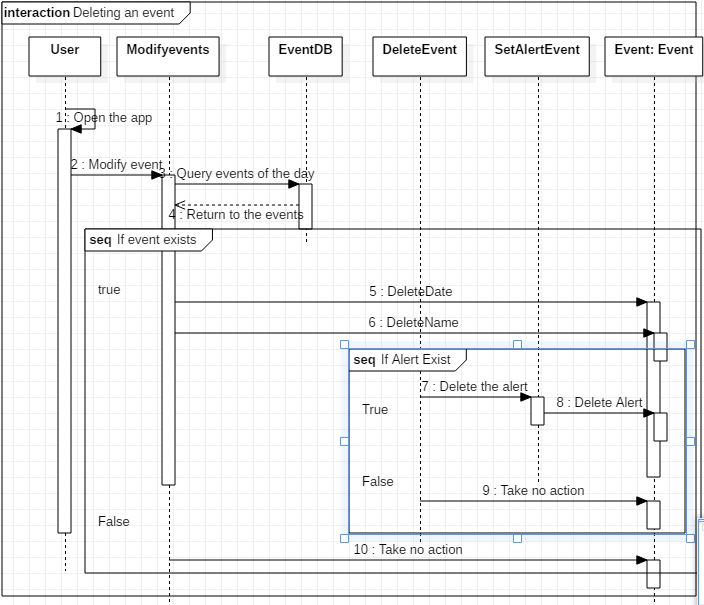 interaction Deleting an event
User
Modifyevents
EventDB
DeleteEvent
SetAlertEvent
Event: Event
1 : Open the app
2 : Modify event
3 : Query events of the day
4 : Return to the events
seq If event exists
true
5 : DeleteDate
6 : DeleteName
seq If Alert Exist
7 : Delete the alert
8 : Delete Alert
True
False
9 : Take no action
False
10 : Take no action